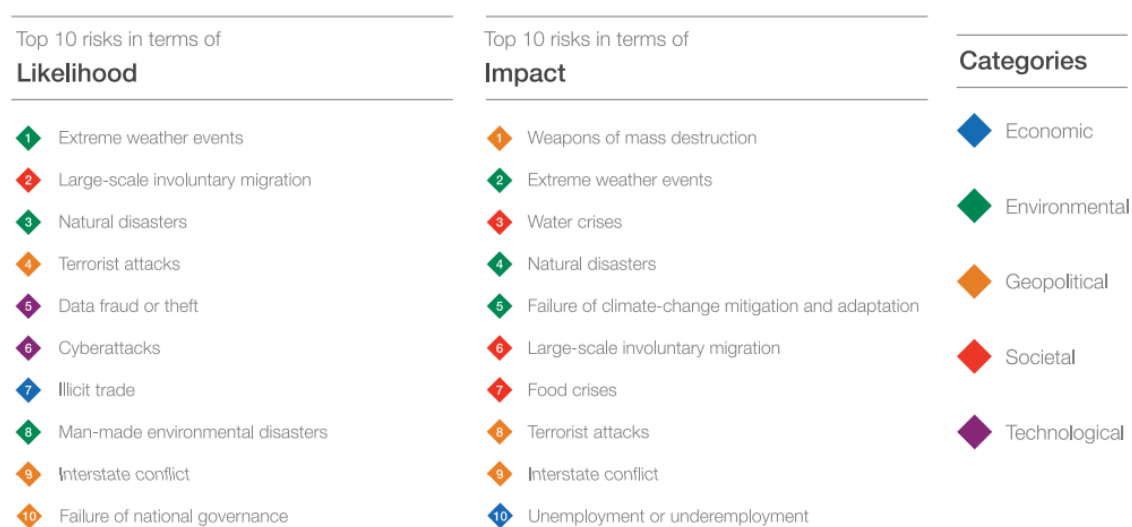 Top 10 risks in terms of
Likelihood
1 Extreme weather events
2 Large-scale involuntary migration
3 Natural disasters
4 Terrorist attacks
5 Data fraud or theft
6 Cyberattacks
7 Illicit trade
8 Man-made environmental disasters
9 Interstate conflict
10 Failure of national governance
Top 10 risks in terms of
Impact
1 Weapons of mass destruction
2 Extreme weather events
3 Water crises
4 Natural disasters
5 Failure of climate-change mitigation and adaptation
6 Large-scale involuntary migration
7 Food crises
8 Terrorist attacks
9 Interstate conflict
10 Unemployment or underemployment
Categories
Economic
Environmental
Geopolitical
Societal
Technological